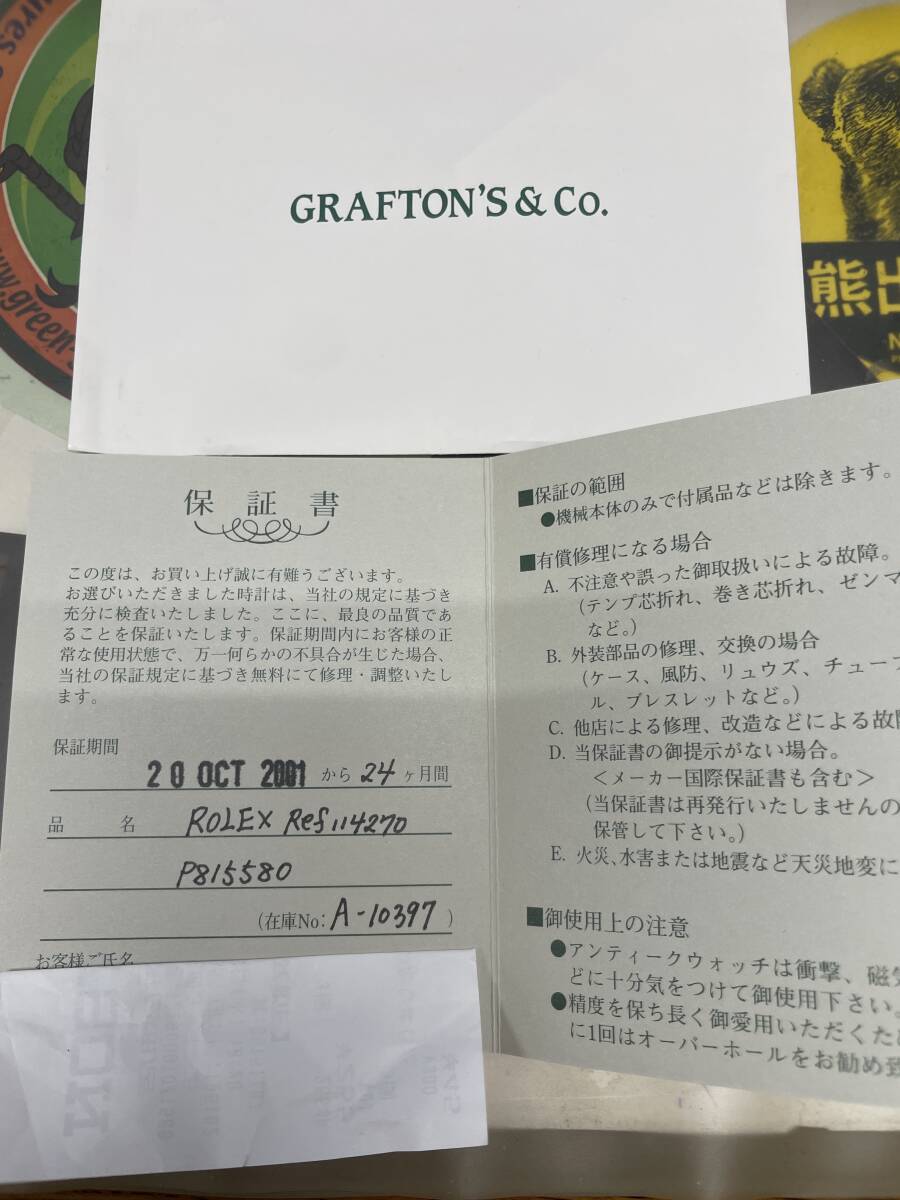 GRAFTON'S & CO.
熊出
www.green-
保証書
この度は、お買い上げ誠に有難うございます。
お選びいただきました時計は、当社の規定に基づき
充分に検査いたしました。ここに、最良の品質であ
ることを保証いたします。保証期間内にお客様の正
常な使用状態で、万一何らかの不具合が生じた場合、
当社の保証規定に基づき無料にて修理・調整いたし
ます。
保証期間
20 OCT 2001 から 24 ヶ月間
品名 ROLEX Ref 114270
P815580
(在庫No: A-10397 )
お客様ご氏名
■保証の範囲
●機械本体のみで付属品などは除きます。
■有償修理になる場合
A. 不注意や誤った御取扱いによる故障。
(テンプ芯折れ、巻き芯折れ、ゼンマ
など。)
B. 外装部品の修理、交換の場合
(ケース、風防、リュウズ、チューブ
ル、ブレスレットなど。)
C. 他店による修理、改造などによる故障
D. 当保証書の御提示がない場合。
＜メーカー国際保証書も含む＞
(当保証書は再発行いたしませんの
保管して下さい。)
E. 火災、水害または地震など天災地変に
■御使用上の注意
●アンティークウォッチは衝撃、磁気
どに十分気をつけて御使用下さい。
●精度を保ち長く御愛用いただくため
に1回はオーバーホールをお勧め致